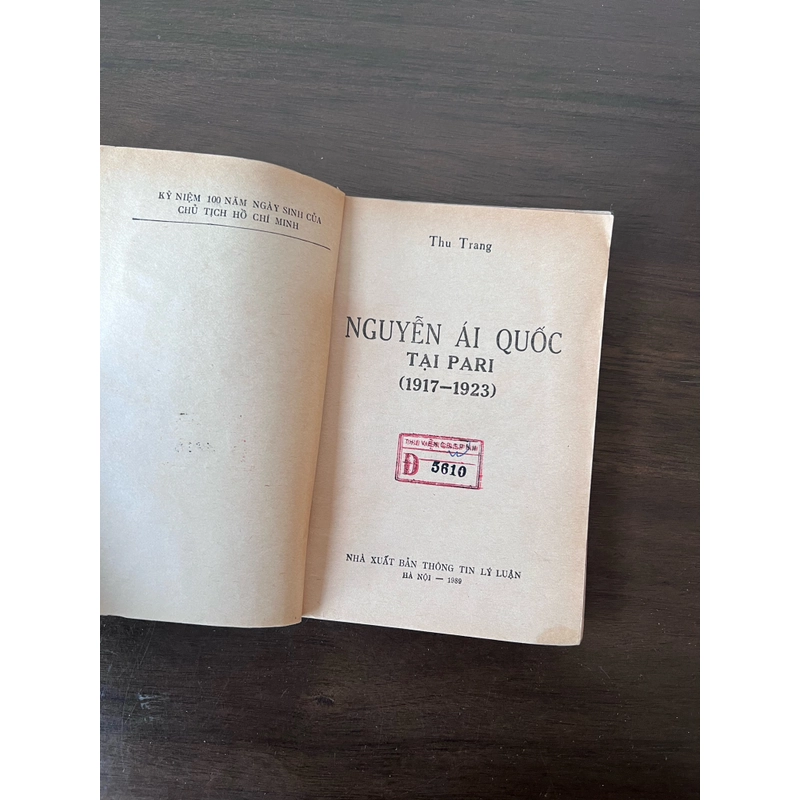 KỶ NIỆM 100 NĂM NGÀY SINH CỦA
CHỦ TỊCH HỒ CHÍ MINH
Thu Trang
NGUYỄN ÁI QUỐC
TẠI PARI
(1917—1923)
Đ 5610
NHÀ XUẤT BẢN THÔNG TIN LÝ LUẬN
HÀ NỘI — 1989